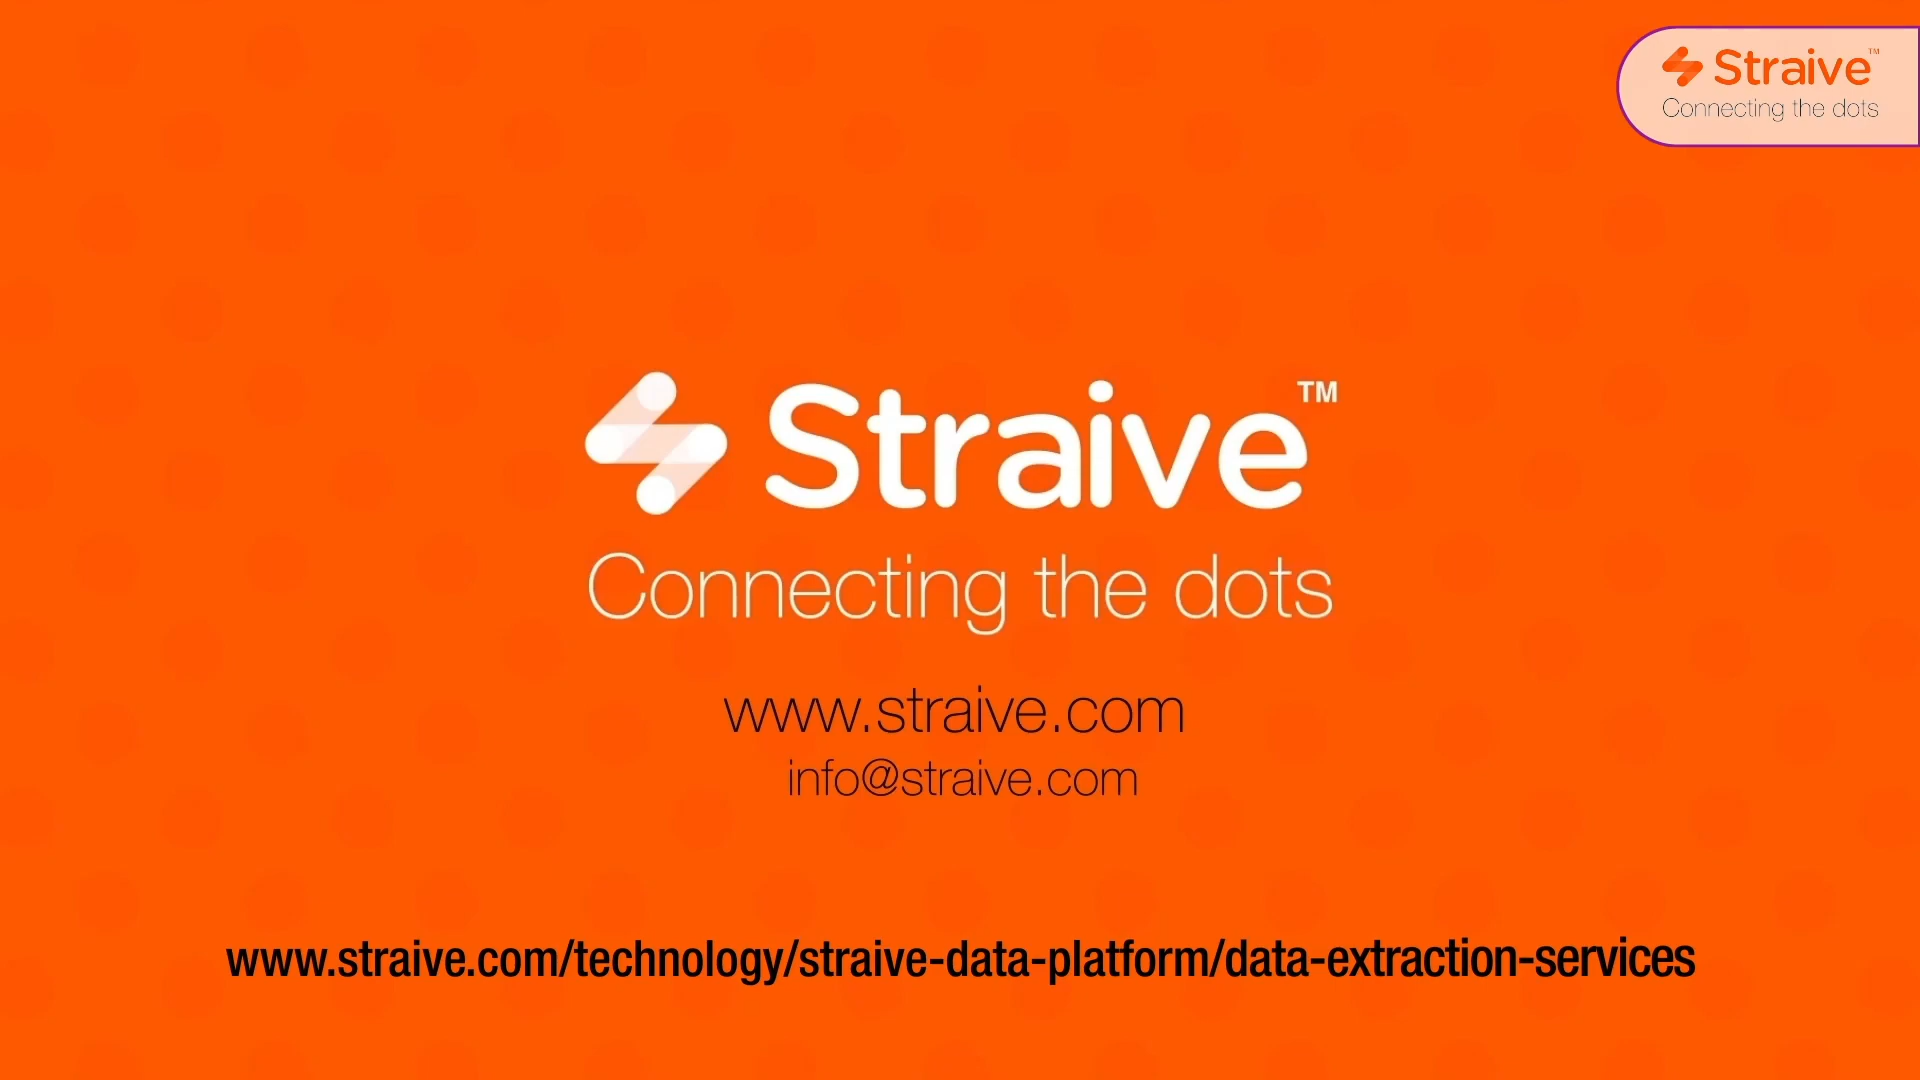 Straive™
Connecting the dots
Straive™
Connecting the dots
www.straive.com
info@straive.com
www.straive.com/technology/straive-data-platform/data-extraction-services